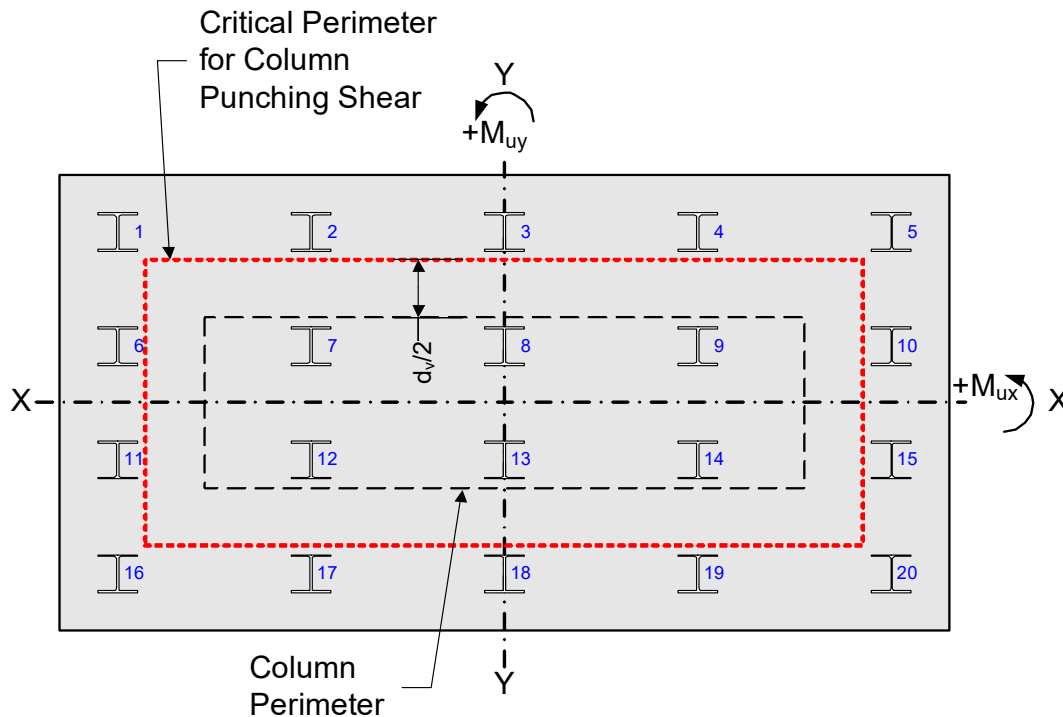 Critical Perimeter
for Column
Punching Shear
Y
+Muy
1 2 3 4 5
6 7 8 9 10
dv/2
X +Mux X
11 12 13 14 15
16 17 18 19 20
Column
Perimeter
Y